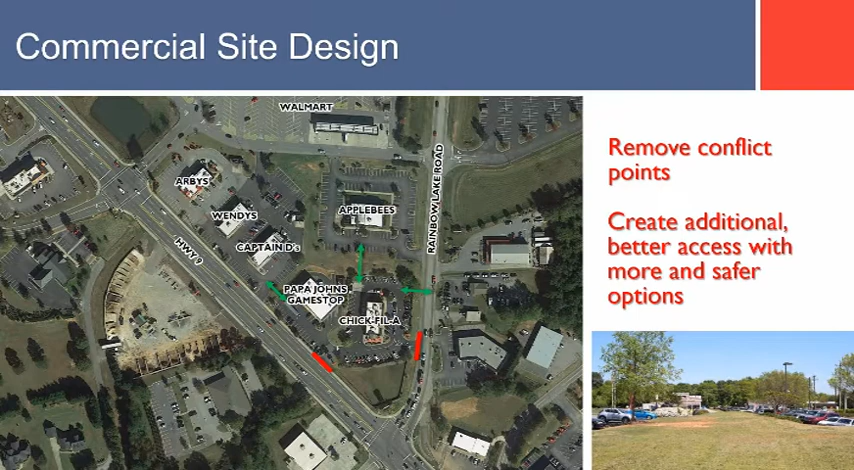 Commercial Site Design
WALMART
ARBYS
WENDYS
APPLEBEES
RAINBOW LAKE ROAD
CAPTAIN D's
HWY 9
PAPA JOHNS
GAMESTOP
CHICK-FIL-A
Remove conflict
points
Create additional,
better access with
more and safer
options